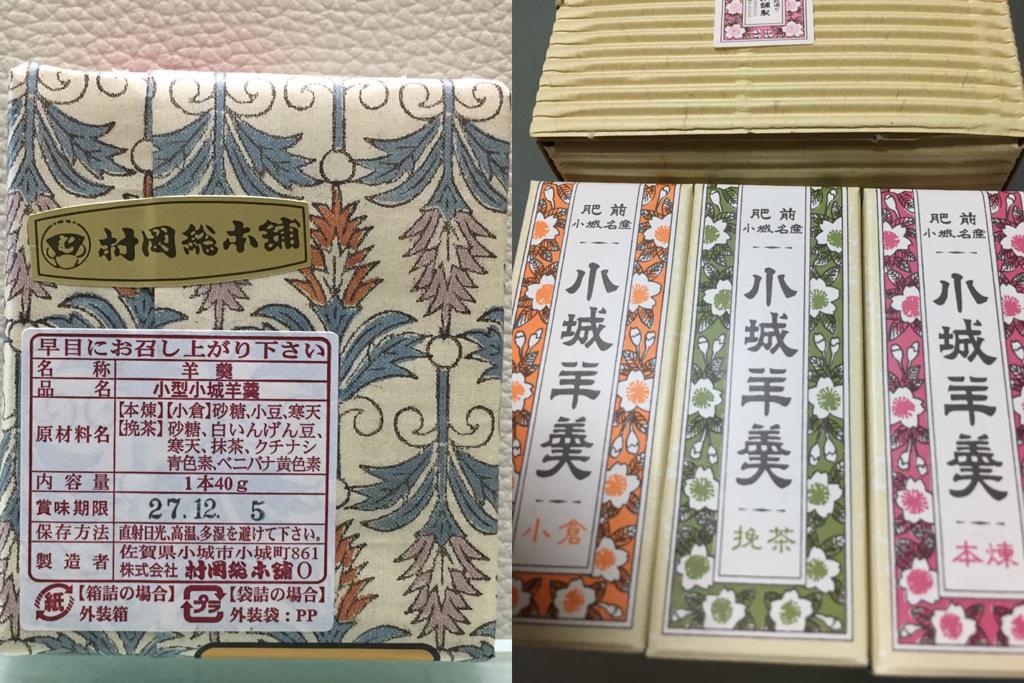 村岡総本舗
早目にお召し上がり下さい
名称 羊羹
品名 小型小城羊羹
原材料名 【本煉】【小倉】砂糖、小豆、寒天
【挽茶】砂糖、白いんげん豆、
寒天、抹茶、クチナシ
青色素、ベニバナ黄色素
内容量 1本40g
賞味期限 27.12. 5
保存方法 直射日光、高温、多湿を避けて下さい。
製造者 佐賀県小城市小城町861
株式会社 村岡総本舗 O
紙 【箱詰の場合】
外装箱
プラ 【袋詰の場合】
外装袋：PP
舗製
肥前
小城名産
小城羊羹
小倉
肥前
小城名産
小城羊羹
挽茶
肥前
小城名産
小城羊羹
本煉